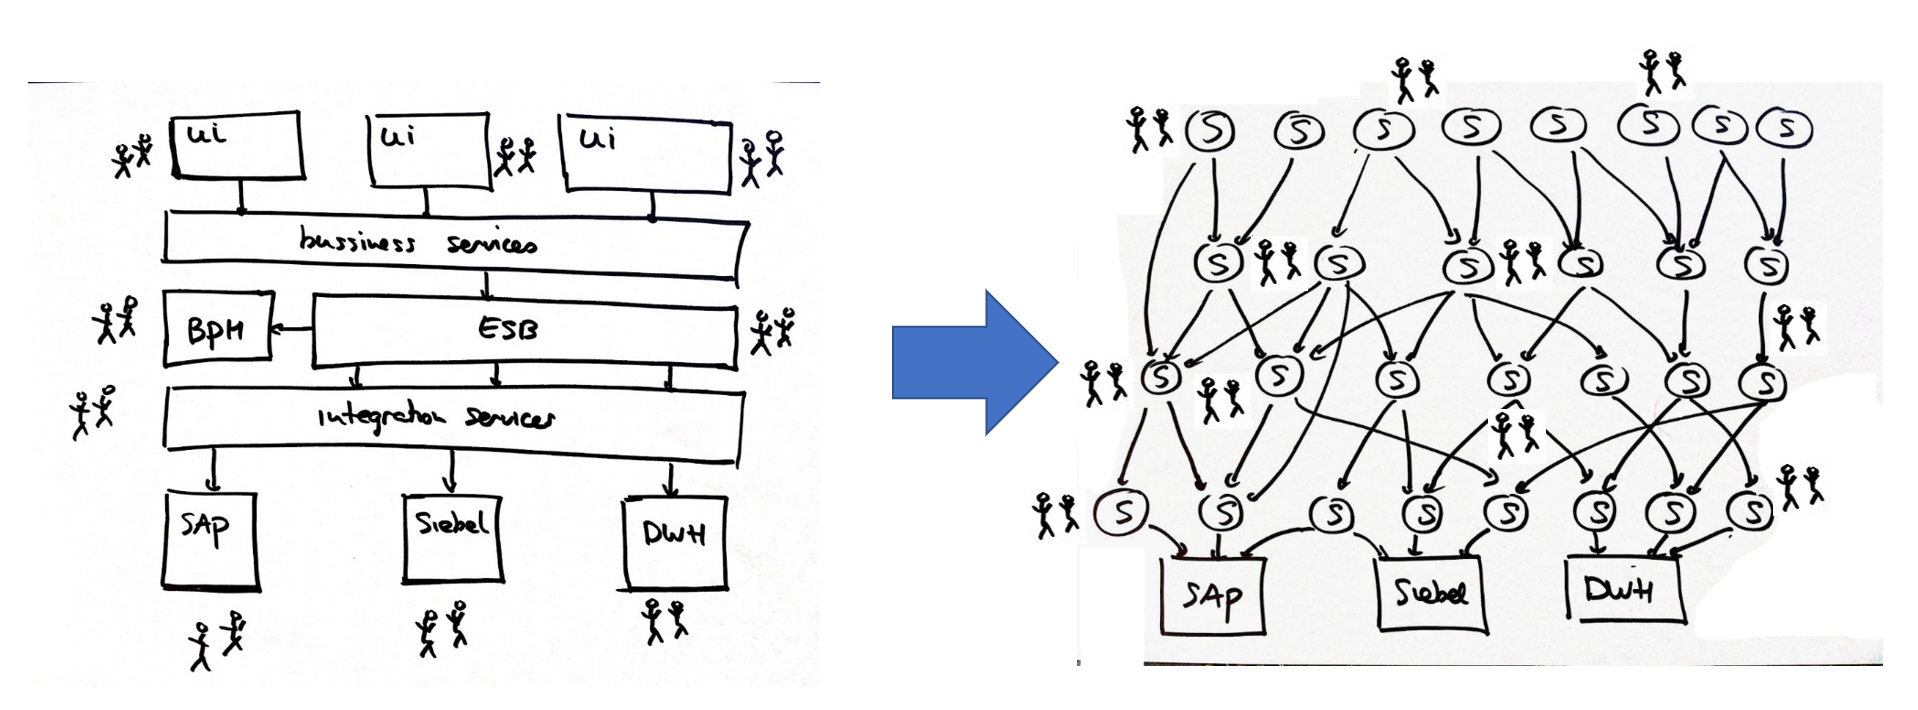 ui ui ui
bussiness services
BPM ESB
integration services
SAp Siebel DWH
S S S S S S S S
S S S S S S
S S S S S S S
S S S S S S S S
SAp Siebel DWH